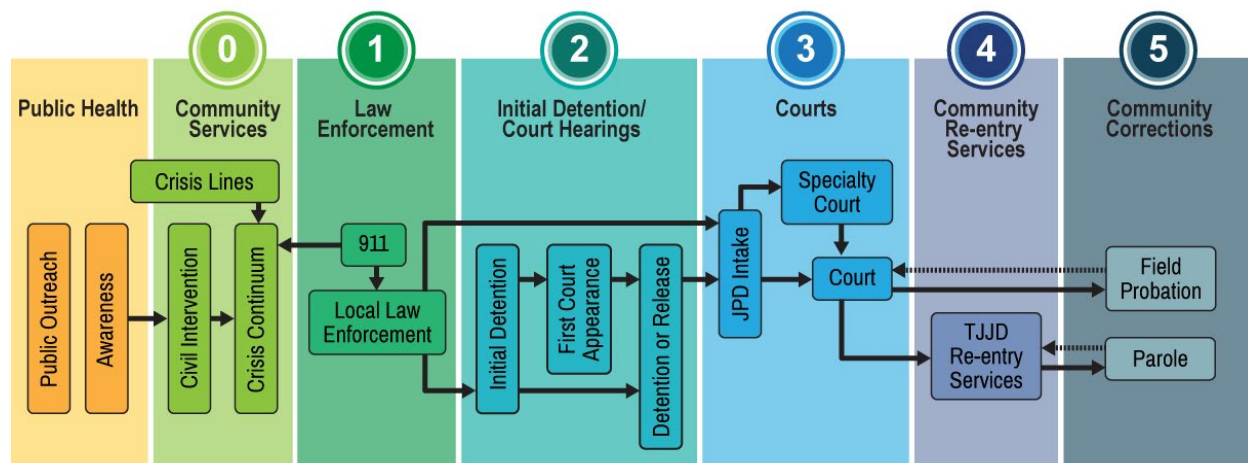 0
1
2
3
4
5
Public Health
Community
Services
Law
Enforcement
Initial Detention/
Court Hearings
Courts
Community
Re-entry
Services
Community
Corrections
Public Outreach
Awareness
Crisis Lines
Civil Intervention
Crisis Continuum
911
Local Law
Enforcement
Initial Detention
First Court
Appearance
Detention or Release
JPD Intake
Specialty
Court
Court
TJJD
Re-entry
Services
Field
Probation
Parole